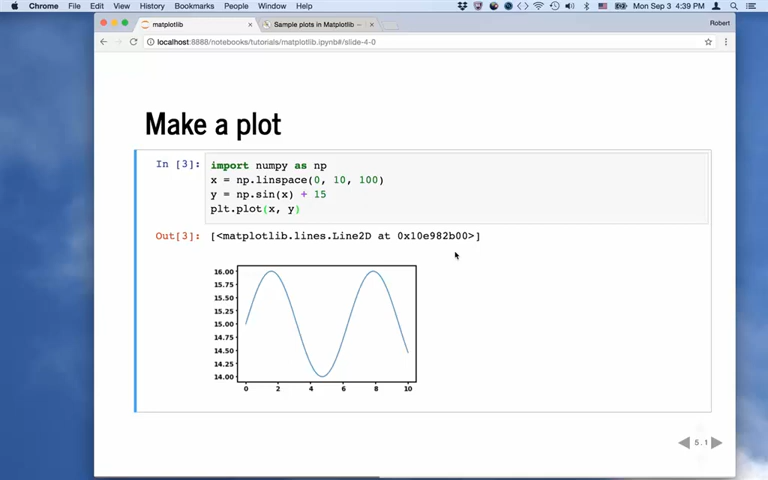 Chrome File Edit View History Bookmarks People Window Help Mon Sep 3 4:39 PM
matplotlib Sample plots in Matplotlib — Robert
localhost:8888/notebooks/tutorials/matplotlib.ipynb#/slide-4-0
Make a plot
In [3]: import numpy as np
x = np.linspace(0, 10, 100)
y = np.sin(x) + 15
plt.plot(x, y)
Out[3]: [<matplotlib.lines.Line2D at 0x10e982b00>]
16.00
15.75
15.50
15.25
15.00
14.75
14.50
14.25
14.00
0 2 4 6 8 10
5.1